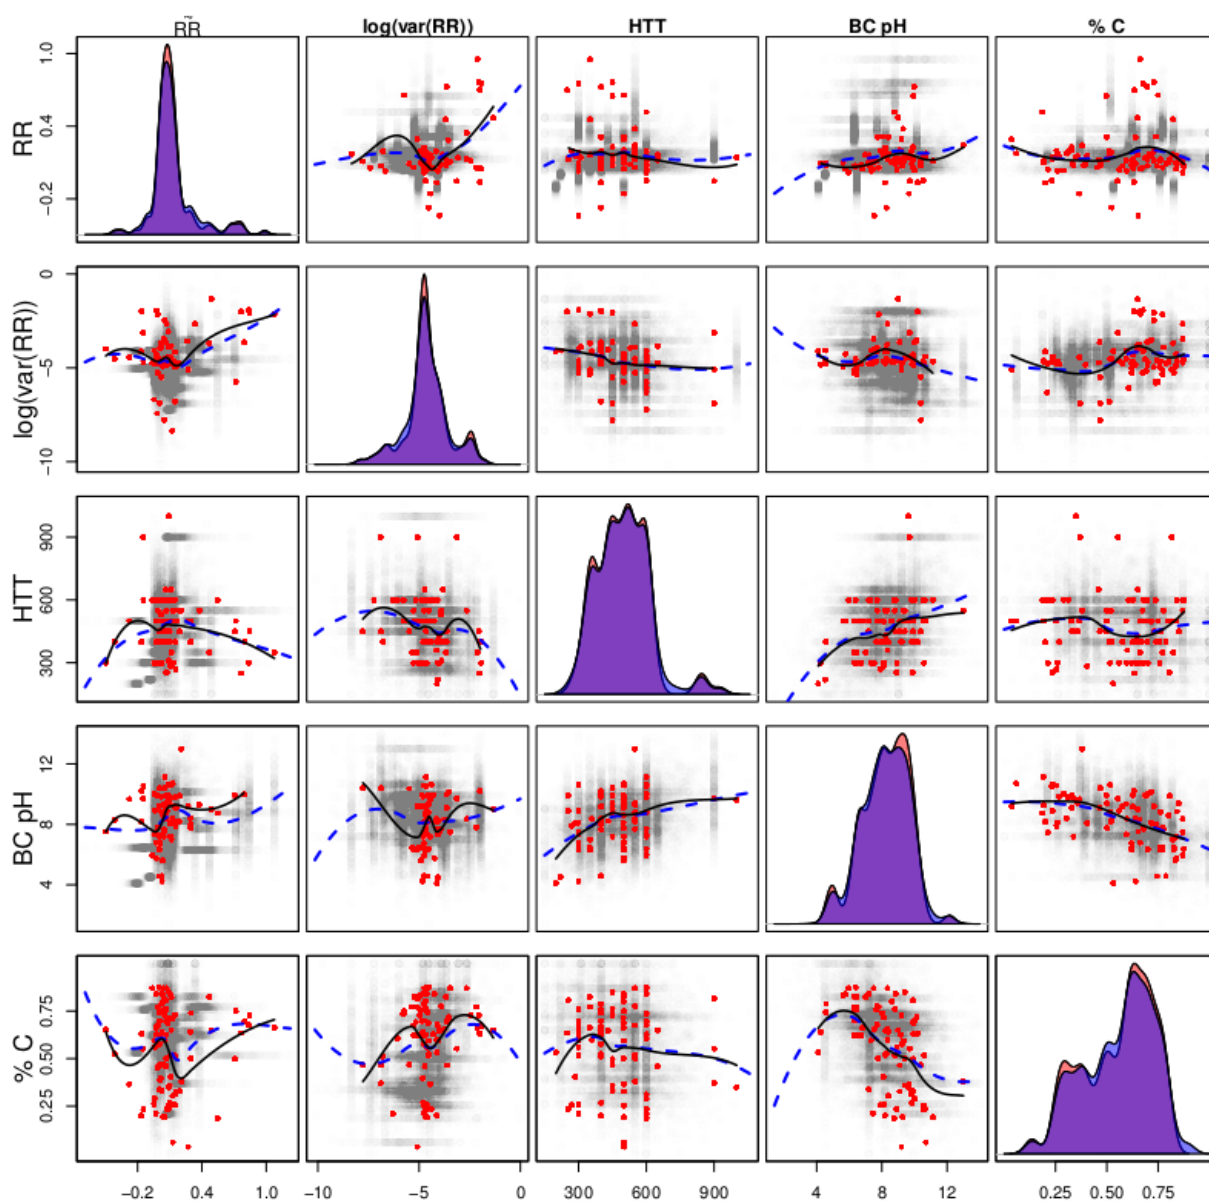 R̃R log(var(RR)) HTT BC pH % C
RR
1.0
0.4
−0.2
log(var(RR))
0
−5
−10
HTT
900
600
300
BC pH
12
8
4
% C
0.75
0.50
0.25
−0.2 0.4 1.0 −10 −5 0 300 600 900 4 8 12 0.25 0.50 0.75